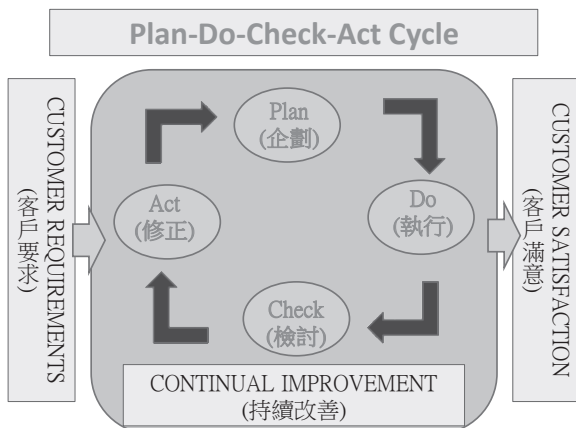 Plan-Do-Check-Act Cycle
CUSTOMER REQUIREMENTS
(客戶要求)
Plan
(企劃)
Do
(執行)
Check
(檢討)
Act
(修正)
CONTINUAL IMPROVEMENT
(持續改善)
CUSTOMER SATISFACTION
(客戶滿意)